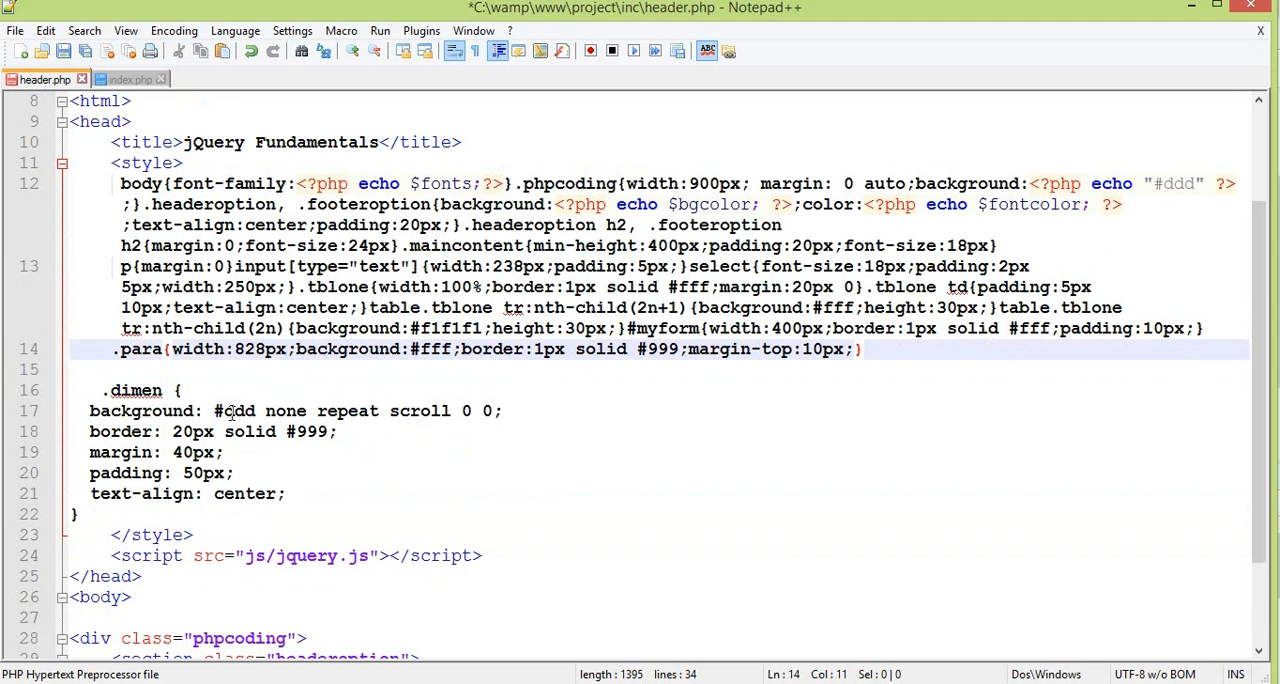 *C:\wamp\www\project\inc\header.php - Notepad++
File Edit Search View Encoding Language Settings Macro Run Plugins Window ? X
ABC
header.php index.php
8 <html>
9 <head>
10 <title>jQuery Fundamentals</title>
11 <style>
12 body{font-family:<?php echo $fonts;?>}.phpcoding{width:900px; margin: 0 auto;background:<?php echo "#ddd" ?>
;}.headeroption, .footeroption{background:<?php echo $bgcolor; ?>;color:<?php echo $fontcolor; ?>
;text-align:center;padding:20px;}.headeroption h2, .footeroption
h2{margin:0;font-size:24px}.maincontent{min-height:400px;padding:20px;font-size:18px}
13 p{margin:0}input[type="text"]{width:238px;padding:5px;}select{font-size:18px;padding:2px
5px;width:250px;}.tblone{width:100%;border:1px solid #fff;margin:20px 0}.tblone td{padding:5px
10px;text-align:center;}table.tblone tr:nth-child(2n+1){background:#fff;height:30px;}table.tblone
tr:nth-child(2n){background:#f1f1f1;height:30px;}#myform{width:400px;border:1px solid #fff;padding:10px;}
14 .para{width:828px;background:#fff;border:1px solid #999;margin-top:10px;}
15
16 .dimen {
17 background: #ddd none repeat scroll 0 0;
18 border: 20px solid #999;
19 margin: 40px;
20 padding: 50px;
21 text-align: center;
22 }
23 </style>
24 <script src="js/jquery.js"></script>
25 </head>
26 <body>
27
28 <div class="phpcoding">
29 <section class="headeroption">
PHP Hypertext Preprocessor file length : 1395 lines : 34 Ln : 14 Col : 11 Sel : 0 | 0 Dos\Windows UTF-8 w/o BOM INS